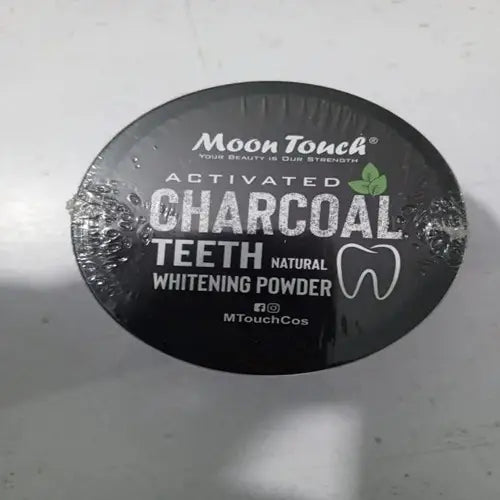 Moon Touch®
YOUR BEAUTY IS OUR STRENGTH
ACTIVATED
CHARCOAL
TEETH NATURAL
WHITENING POWDER
MTouchCos